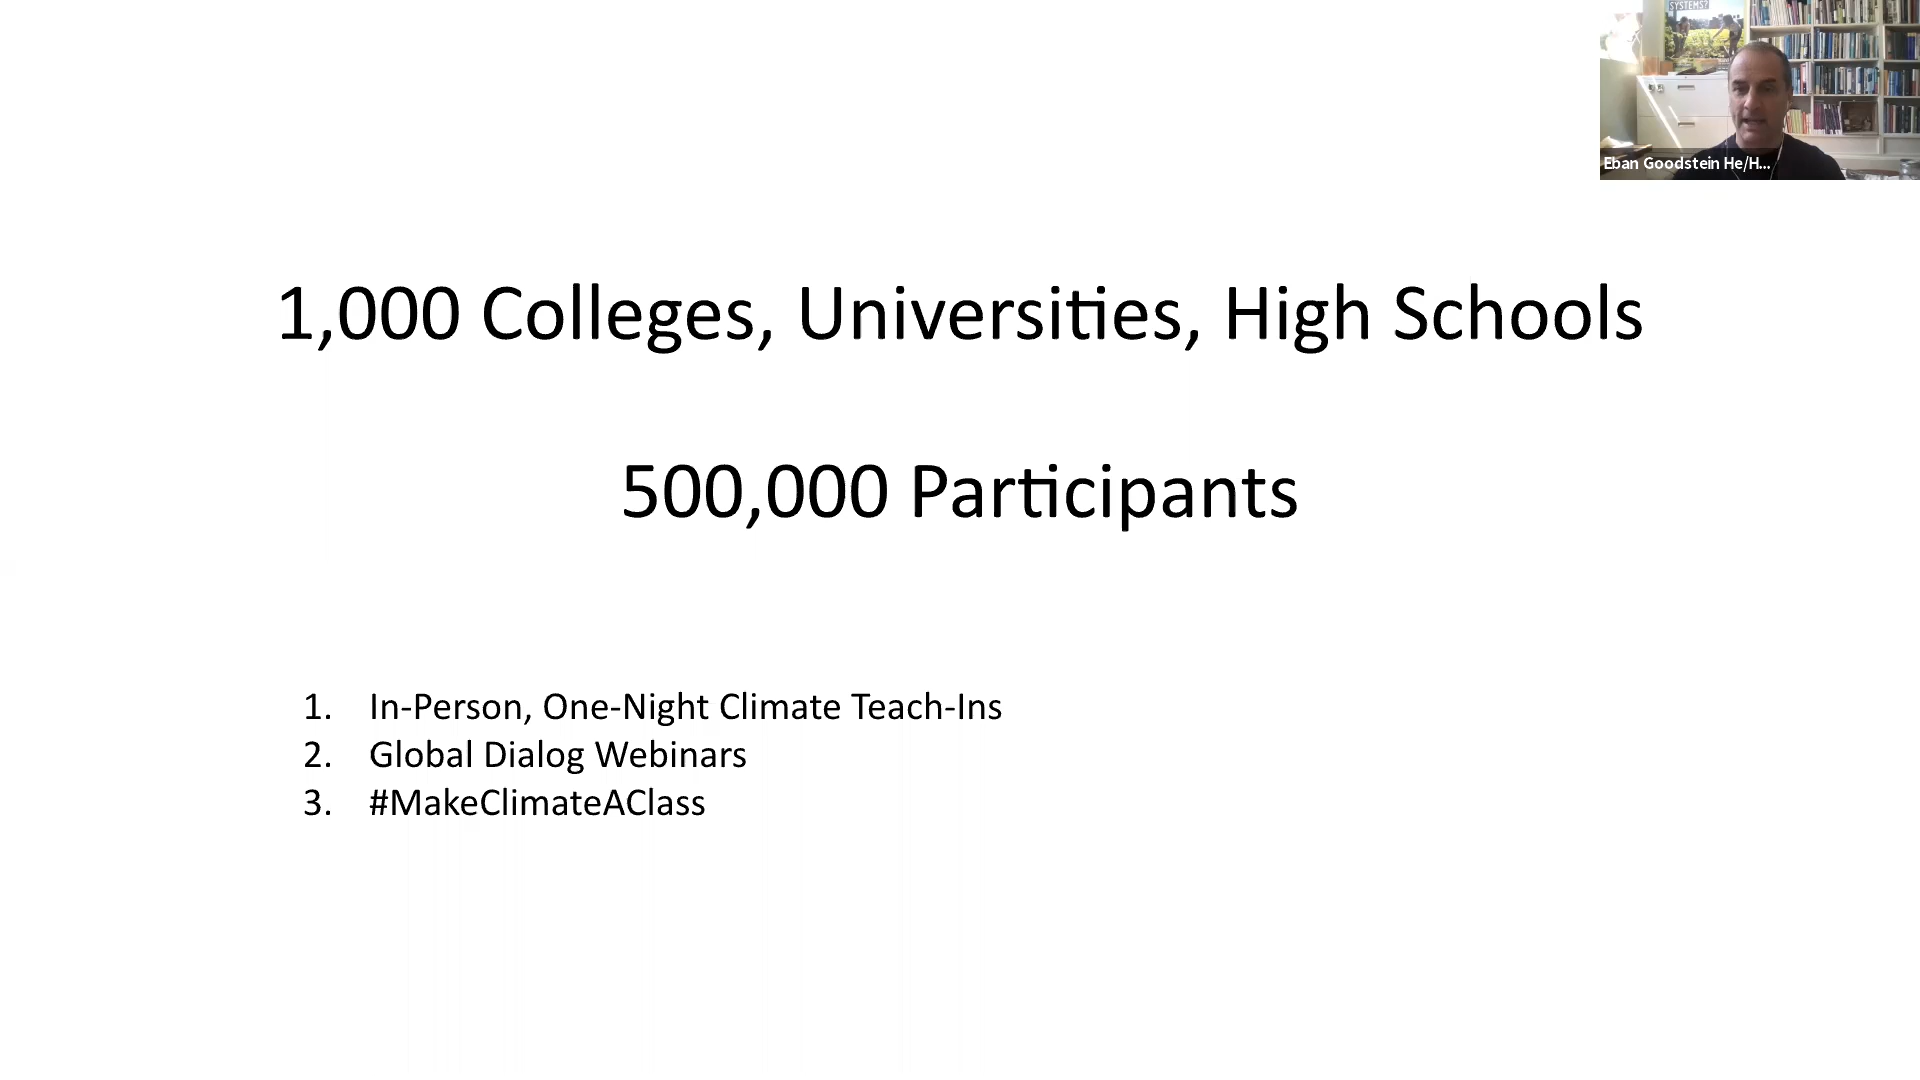 SYSTEMS?
Eban Goodstein He/H...
1,000 Colleges, Universities, High Schools
500,000 Participants
1. In-Person, One-Night Climate Teach-Ins
2. Global Dialog Webinars
3. #MakeClimateAClass